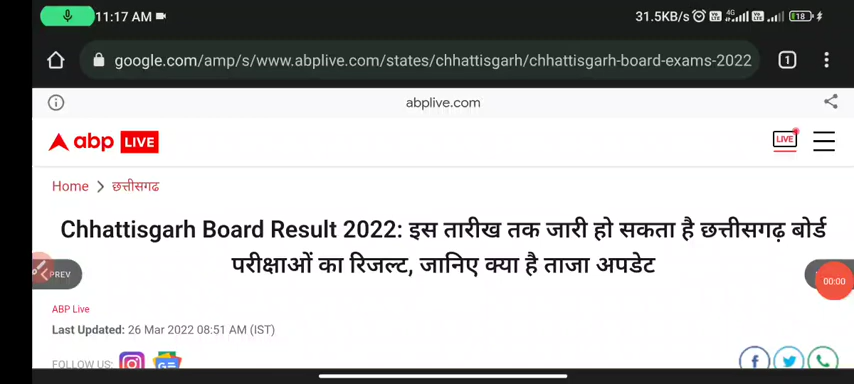 11:17 AM 31.5KB/s 4G 18
google.com/amp/s/www.abplive.com/states/chhattisgarh/chhattisgarh-board-exams-2022 1
abplive.com
abp LIVE LIVE
Home > छत्तीसगढ
Chhattisgarh Board Result 2022: इस तारीख तक जारी हो सकता है छत्तीसगढ़ बोर्ड
परीक्षाओं का रिजल्ट, जानिए क्या है ताजा अपडेट
PREV 00:00
ABP Live
Last Updated: 26 Mar 2022 08:51 AM (IST)
FOLLOW US: